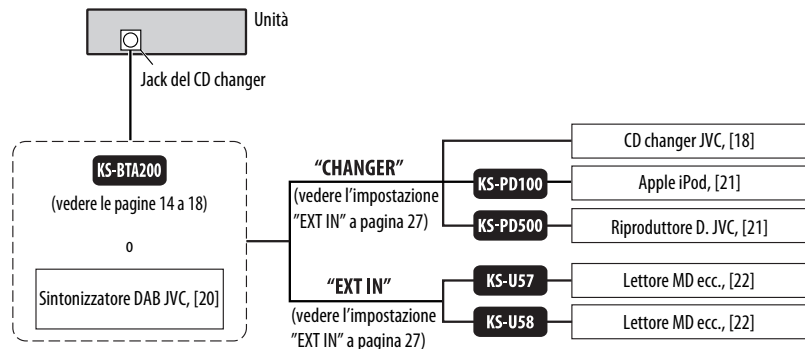 Unità
Jack del CD changer
KS-BTA200
(vedere le pagine 14 a 18)
o
Sintonizzatore DAB JVC, [20]
“CHANGER”
(vedere l’impostazione
”EXT IN” a pagina 27)
CD changer JVC, [18]
KS-PD100
Apple iPod, [21]
KS-PD500
Riproduttore D. JVC, [21]
“EXT IN”
(vedere l’impostazione
”EXT IN” a pagina 27)
KS-U57
Lettore MD ecc., [22]
KS-U58
Lettore MD ecc., [22]